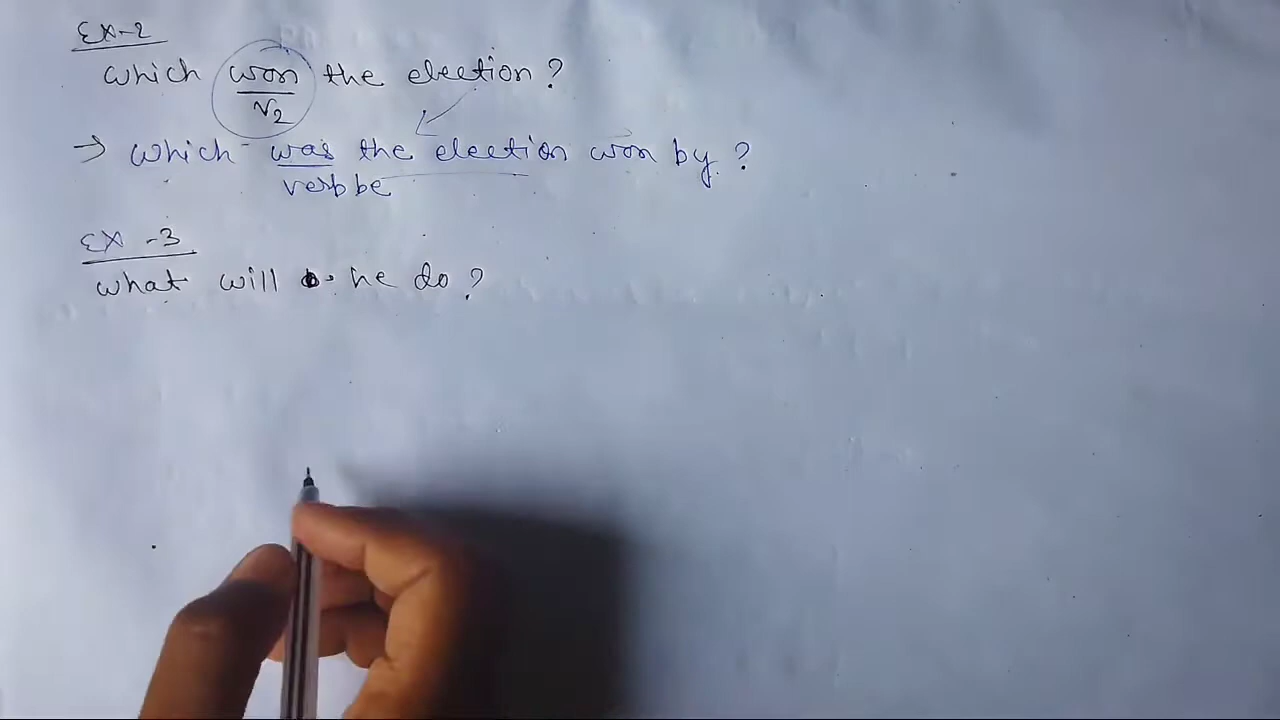 Ex-2
which won the election?
V2
→ which was the election won by?
verb be
Ex -3
what will he do?